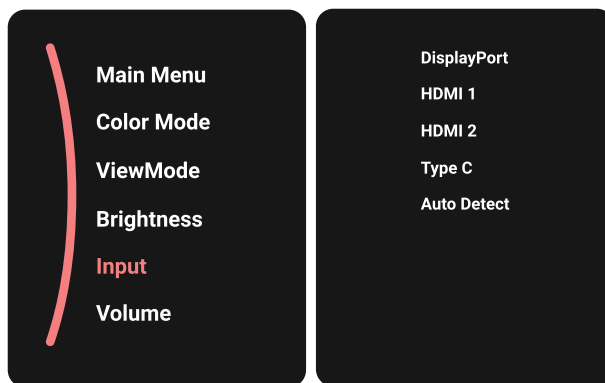 Main Menu
Color Mode
ViewMode
Brightness
Input
Volume
DisplayPort
HDMI 1
HDMI 2
Type C
Auto Detect